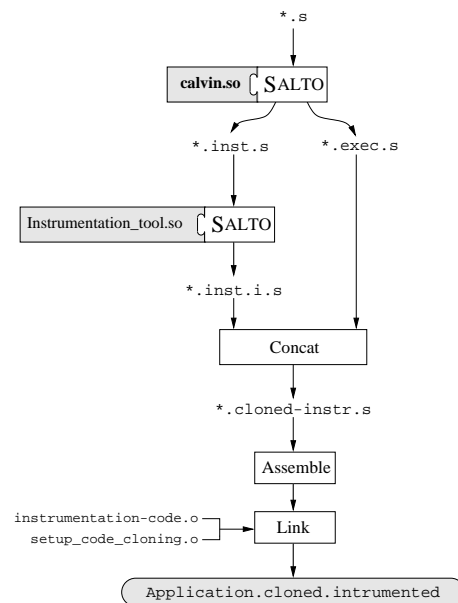 *.s
calvin.so SALTO
*.inst.s *.exec.s
Instrumentation_tool.so SALTO
*.inst.i.s
Concat
*.cloned-instr.s
Assemble
instrumentation-code.o
setup_code_cloning.o
Link
Application.cloned.intrumented